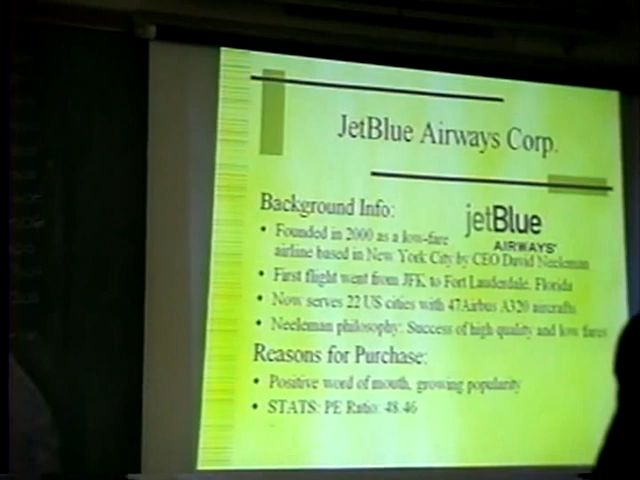 JetBlue Airways Corp.
Background Info:
jetBlue
AIRWAYS
• Founded in 2000 as a low-fare
airline based in New York City by CEO David Neeleman
• First flight went from JFK to Fort Lauderdale, Florida
• Now serves 22 US cities with 47Airbus A320 aircrafts
• Neeleman philosophy: Success of high quality and low fares
Reasons for Purchase:
• Positive word of mouth, growing popularity
• STATS: PE Ratio: 48.46